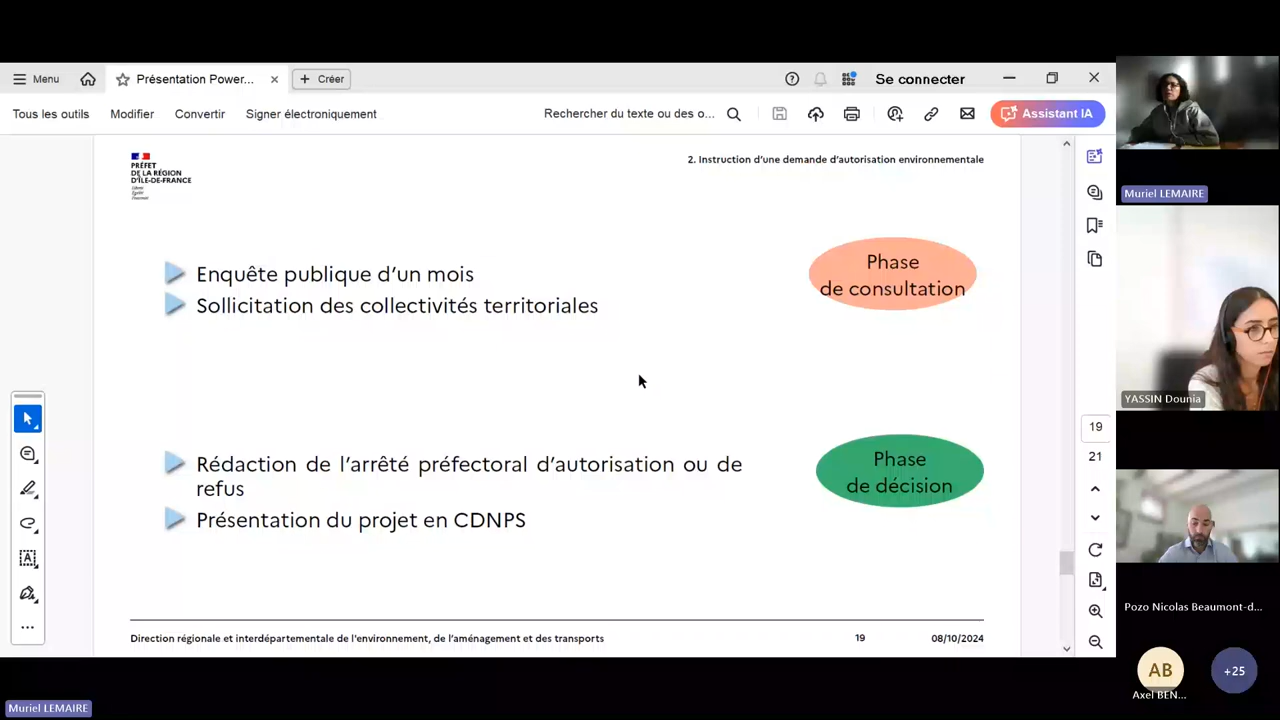 Menu
Présentation Power...
Créer
Se connecter
Tous les outils
Modifier
Convertir
Signer électroniquement
Rechercher du texte ou des o...
Assistant IA
PRÉFET
DE LA RÉGION
D'ÎLE-DE-FRANCE
Liberté
Égalité
Fraternité
2. Instruction d'une demande d'autorisation environnementale
Enquête publique d'un mois
Sollicitation des collectivités territoriales
Phase
de consultation
Rédaction de l'arrêté préfectoral d'autorisation ou de
refus
Présentation du projet en CDNPS
Phase
de décision
Direction régionale et interdépartementale de l'environnement, de l'aménagement et des transports
19
08/10/2024
19
21
Muriel LEMAIRE
YASSIN Dounia
Pozo Nicolas Beaumont-d...
AB
Axel BEN...
+25
Muriel LEMAIRE